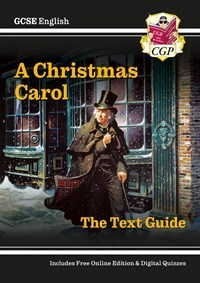 GCSE English
CGP
A Christmas
Carol
The Text Guide
Includes Free Online Edition & Digital Quizzes